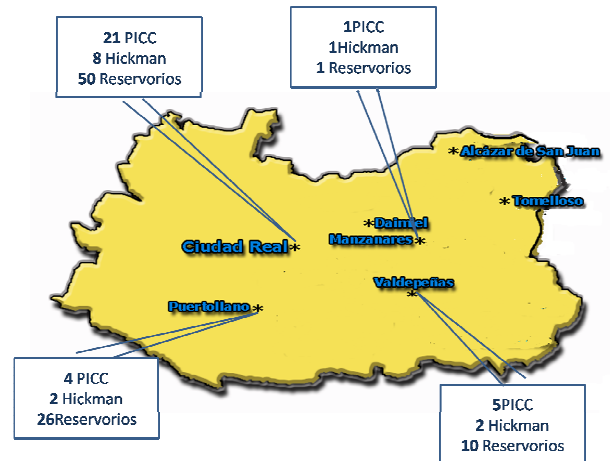 21 PICC
8 Hickman
50 Reservorios
1PICC
1Hickman
1 Reservorios
Alcázar de San Juan
Tomelloso
Daimiel
Manzanares
Ciudad Real
Valdepeñas
Puertollano
4 PICC
2 Hickman
26Reservorios
5PICC
2 Hickman
10 Reservorios